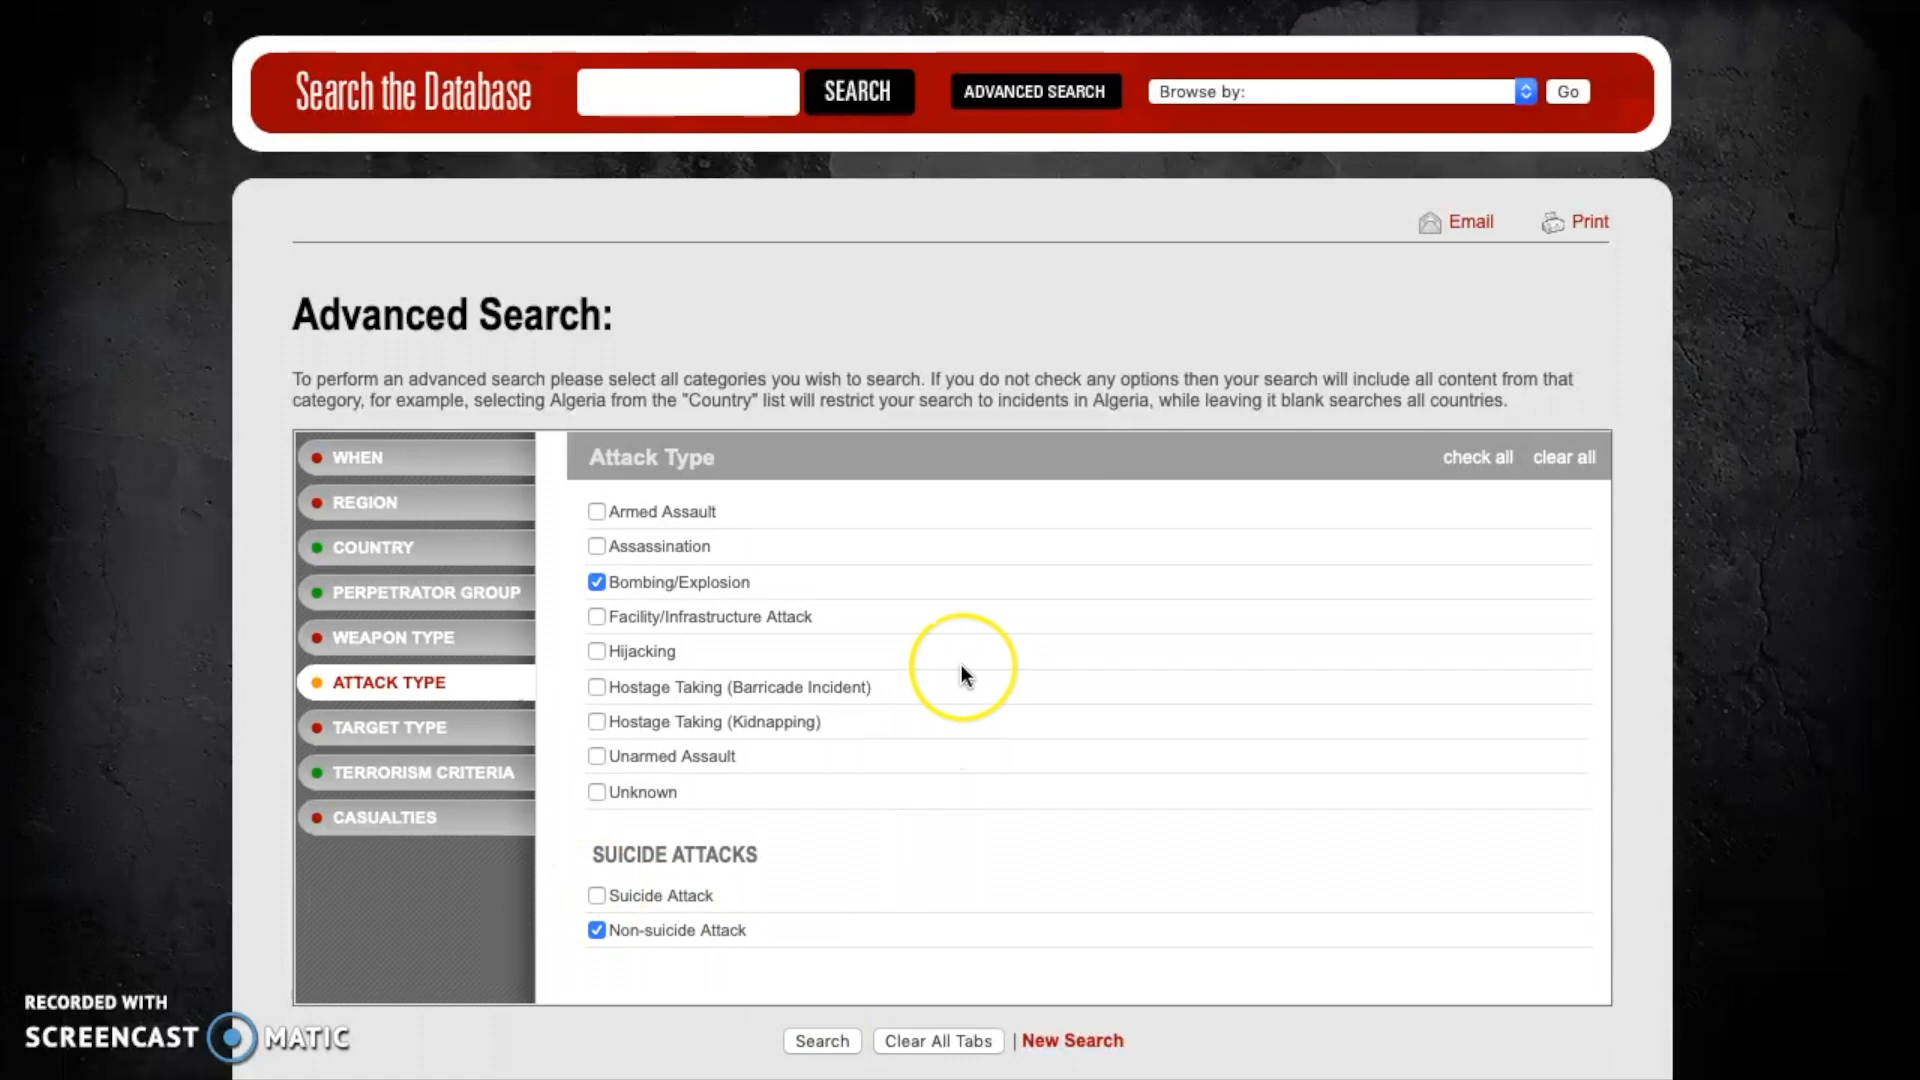 Search the Database
SEARCH
ADVANCED SEARCH
Browse by:
Go
Email
Print
Advanced Search:
To perform an advanced search please select all categories you wish to search. If you do not check any options then your search will include all content from that
category, for example, selecting Algeria from the "Country" list will restrict your search to incidents in Algeria, while leaving it blank searches all countries.
WHEN
REGION
COUNTRY
PERPETRATOR GROUP
WEAPON TYPE
ATTACK TYPE
TARGET TYPE
TERRORISM CRITERIA
CASUALTIES
Attack Type
check all
clear all
Armed Assault
Assassination
Bombing/Explosion
Facility/Infrastructure Attack
Hijacking
Hostage Taking (Barricade Incident)
Hostage Taking (Kidnapping)
Unarmed Assault
Unknown
SUICIDE ATTACKS
Suicide Attack
Non-suicide Attack
Search
Clear All Tabs
| New Search
RECORDED WITH
SCREENCAST MATIC